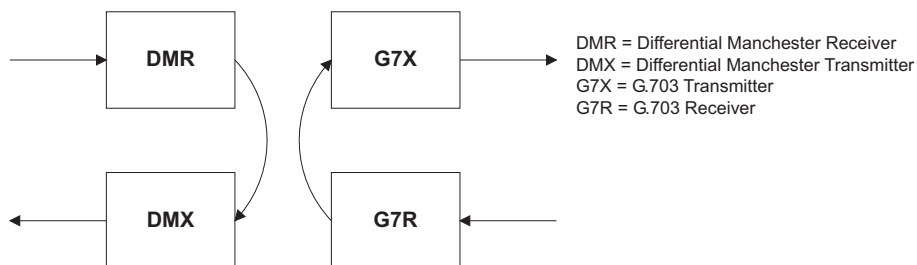 DMR
G7X
DMR = Differential Manchester Receiver
DMX = Differential Manchester Transmitter
G7X = G.703 Transmitter
G7R = G.703 Receiver
DMX
G7R